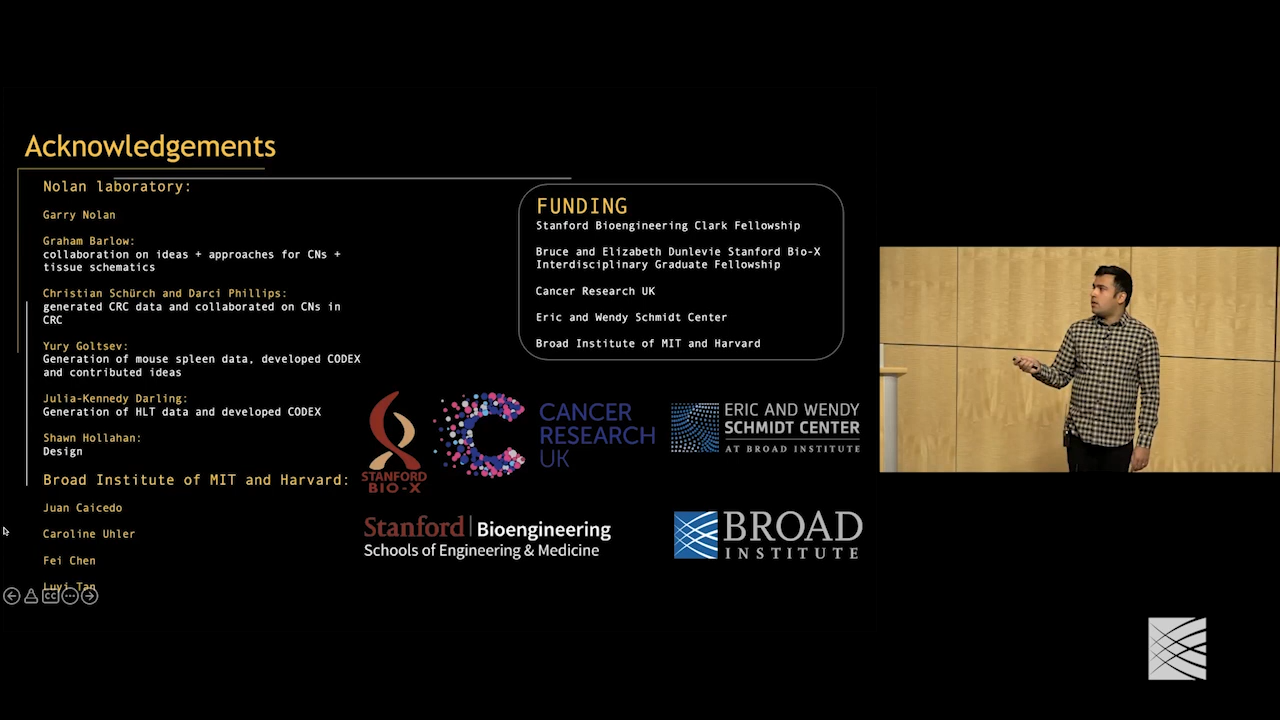 Acknowledgements
Nolan laboratory:
Garry Nolan
Graham Barlow:
collaboration on ideas + approaches for CNs +
tissue schematics
Christian Schürch and Darci Phillips:
generated CRC data and collaborated on CNs in
CRC
Yury Goltsev:
Generation of mouse spleen data, developed CODEX
and contributed ideas
Julia-Kennedy Darling:
Generation of HLT data and developed CODEX
Shawn Hollahan:
Design
Broad Institute of MIT and Harvard:
Juan Caicedo
Caroline Uhler
Fei Chen
Luyi Tan
CC
FUNDING
Stanford Bioengineering Clark Fellowship
Bruce and Elizabeth Dunlevie Stanford Bio-X
Interdisciplinary Graduate Fellowship
Cancer Research UK
Eric and Wendy Schmidt Center
Broad Institute of MIT and Harvard
STANFORD
BIO-X
CANCER
RESEARCH
UK
ERIC AND WENDY
SCHMIDT CENTER
AT BROAD INSTITUTE
Stanford | Bioengineering
Schools of Engineering & Medicine
BROAD
INSTITUTE